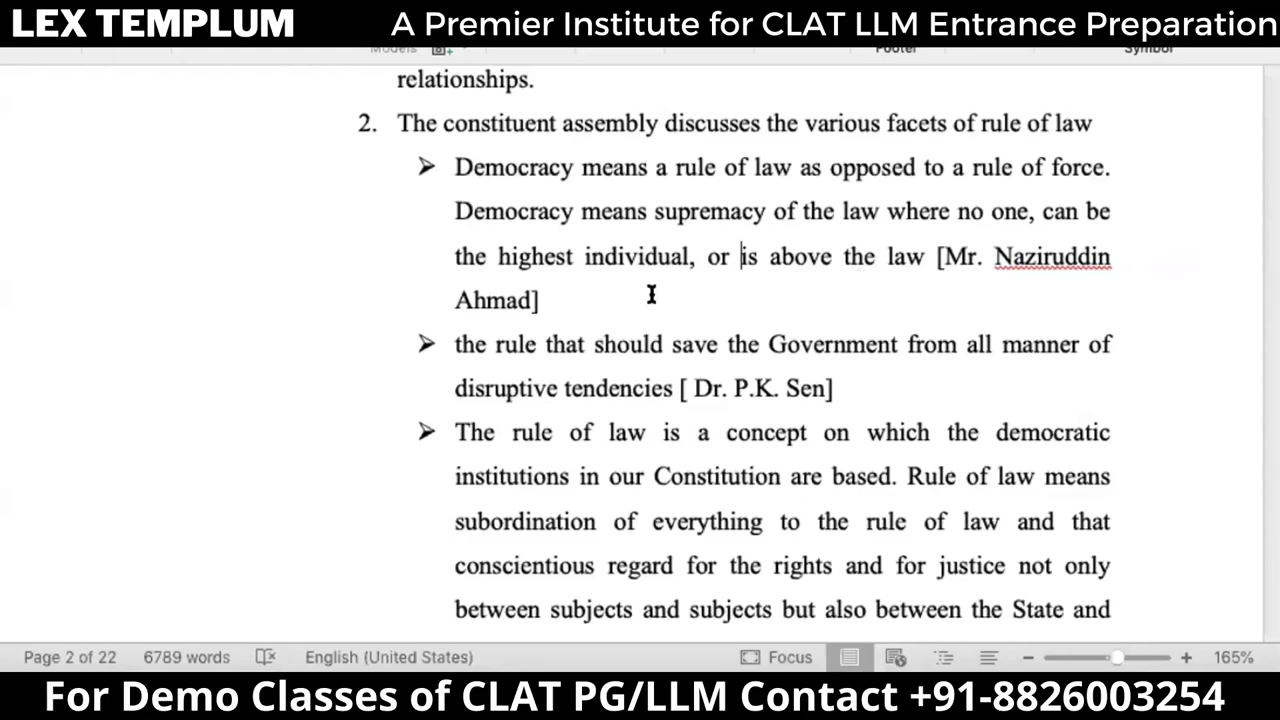 LEX TEMPLUM A Premier Institute for CLAT LLM Entrance Preparation
Models Footer Symbol
relationships.
2. The constituent assembly discusses the various facets of rule of law
➢ Democracy means a rule of law as opposed to a rule of force.
Democracy means supremacy of the law where no one, can be
the highest individual, or is above the law [Mr. Naziruddin
Ahmad]
➢ the rule that should save the Government from all manner of
disruptive tendencies [ Dr. P.K. Sen]
➢ The rule of law is a concept on which the democratic
institutions in our Constitution are based. Rule of law means
subordination of everything to the rule of law and that
conscientious regard for the rights and for justice not only
between subjects and subjects but also between the State and
Page 2 of 22 6789 words English (United States) Focus 165%
For Demo Classes of CLAT PG/LLM Contact +91-8826003254